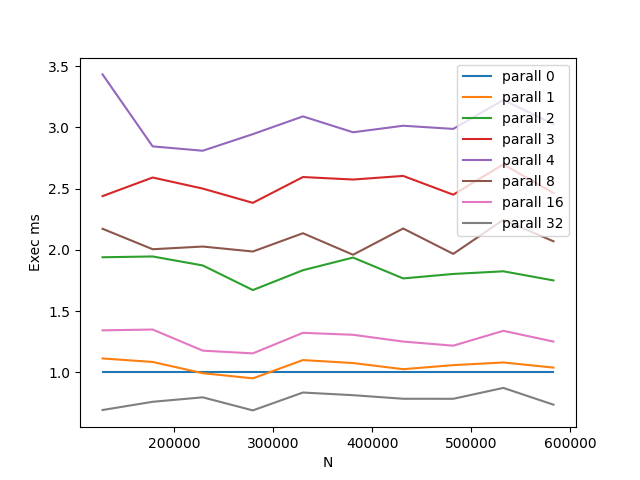 3.5
3.0
2.5
2.0
1.5
1.0
Exec ms
parall 0
parall 1
parall 2
parall 3
parall 4
parall 8
parall 16
parall 32
200000 300000 400000 500000 600000
N